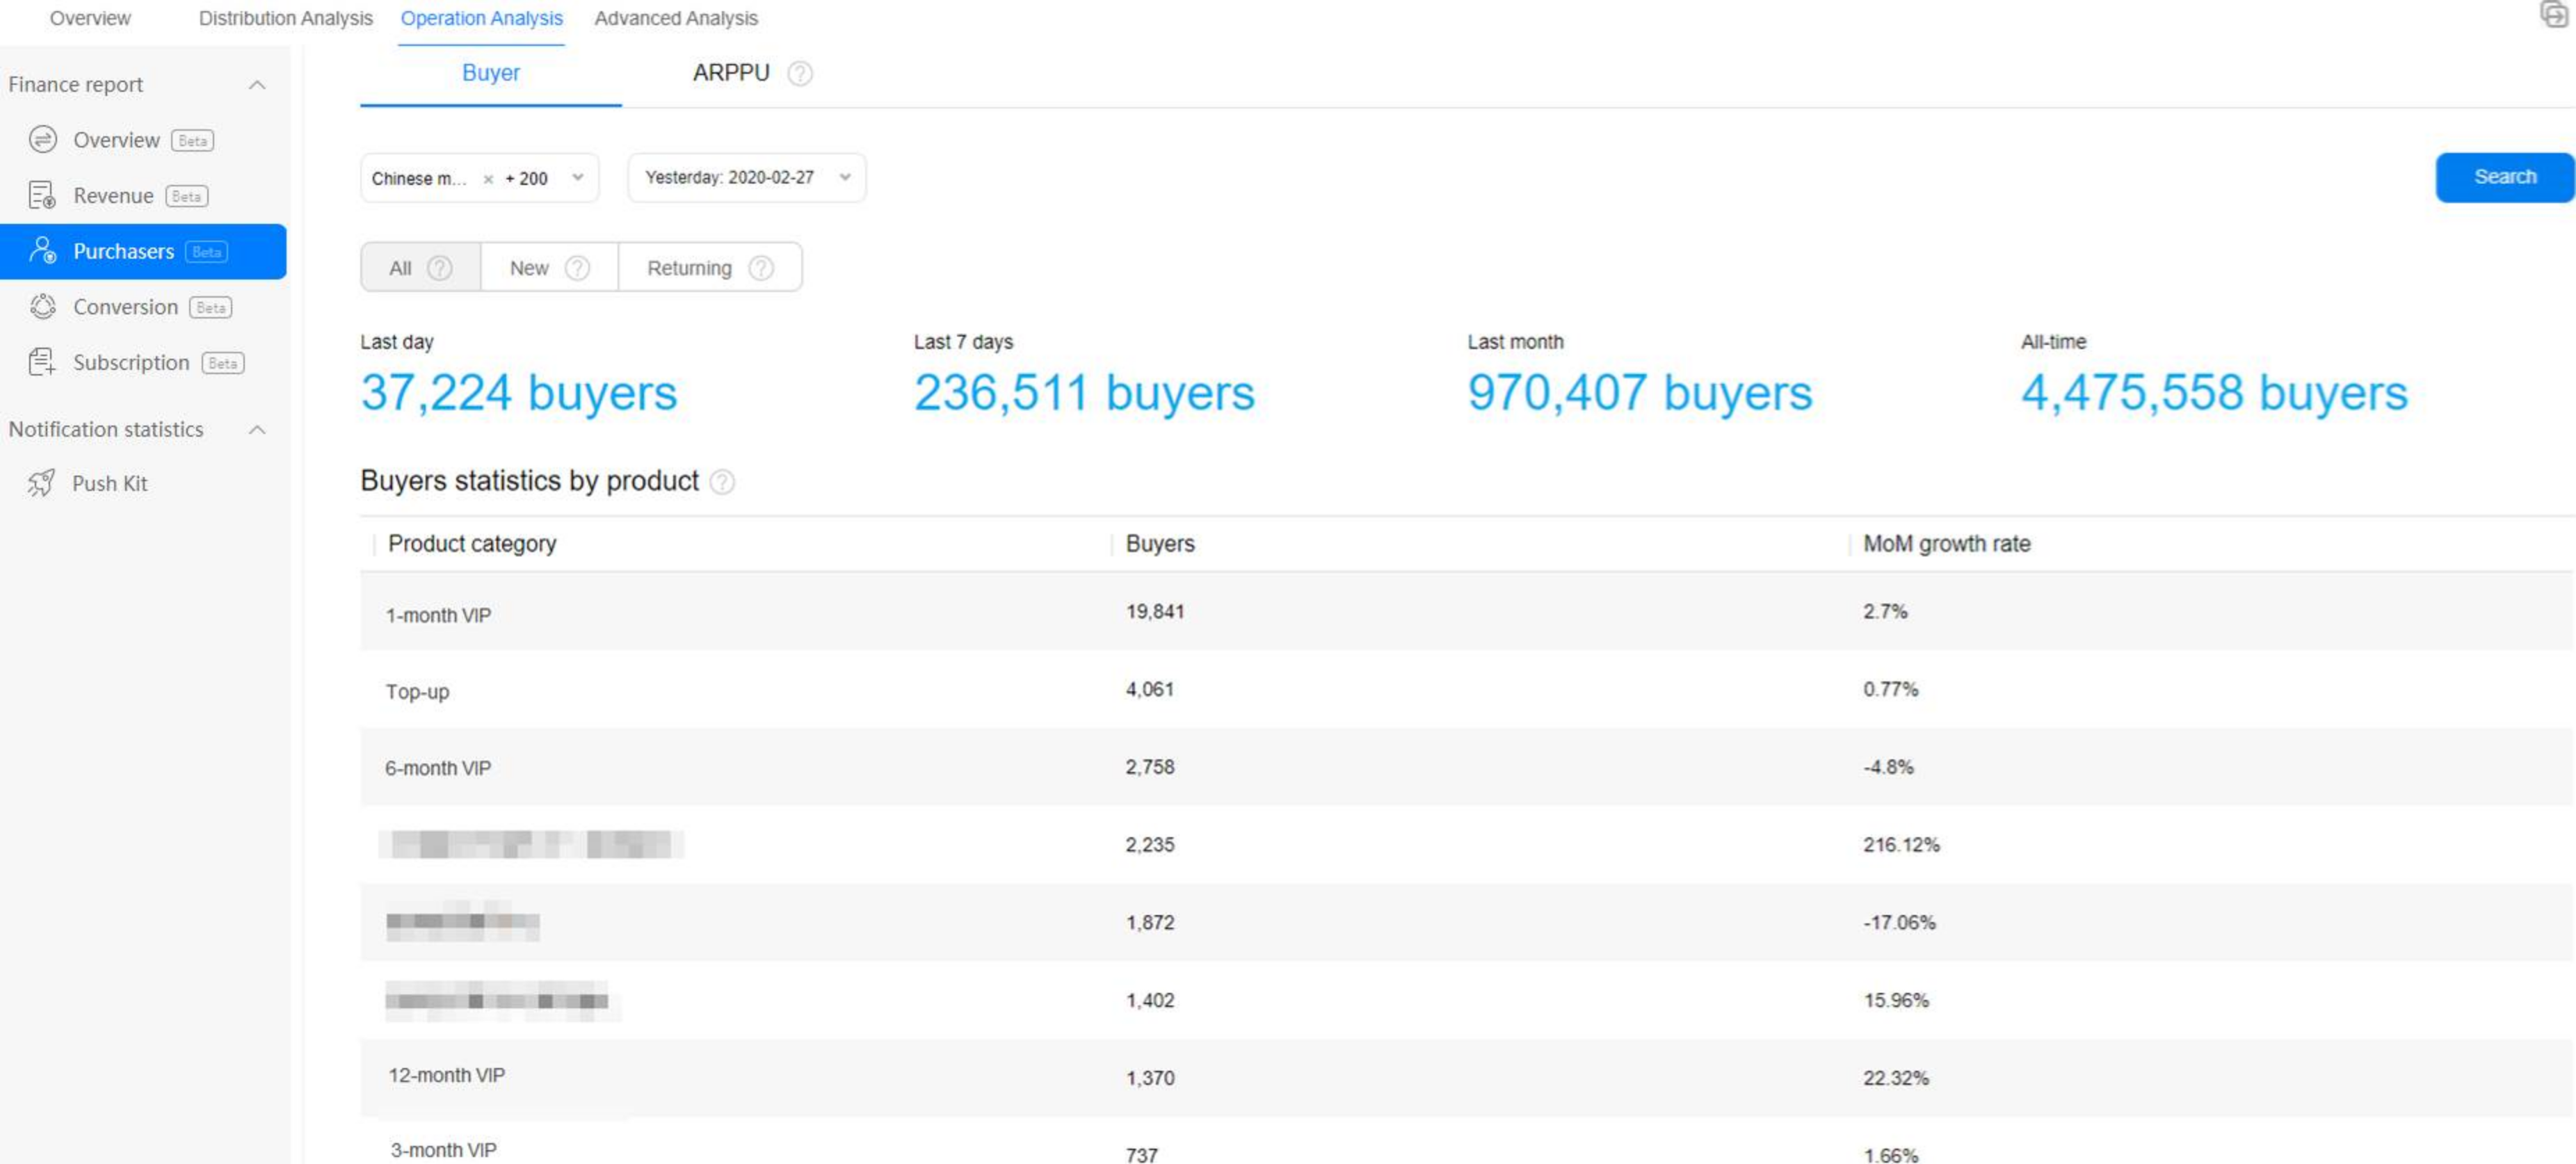 Overview Distribution Analysis Operation Analysis Advanced Analysis
Finance report
Overview Beta
Revenue Beta
Purchasers Beta
Conversion Beta
Subscription Beta
Notification statistics
Push Kit
Buyer ARPPU ?
Chinese m... × + 200 Yesterday: 2020-02-27 Search
All ? New ? Returning ?
Last day Last 7 days Last month All-time
37,224 buyers 236,511 buyers 970,407 buyers 4,475,558 buyers
Buyers statistics by product ?
Product category Buyers MoM growth rate
1-month VIP 19,841 2.7%
Top-up 4,061 0.77%
6-month VIP 2,758 -4.8%
2,235 216.12%
1,872 -17.06%
1,402 15.96%
12-month VIP 1,370 22.32%
3-month VIP 737 1.66%